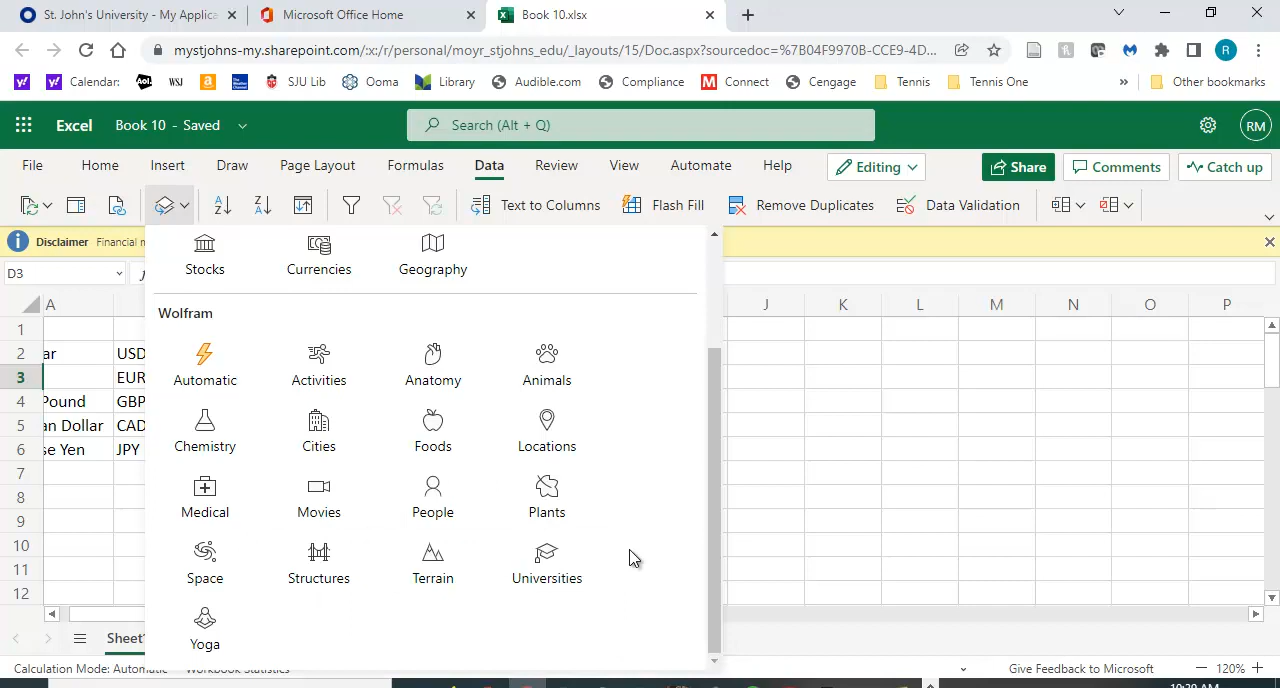 St. John's University - My Applica
Microsoft Office Home
Book 10.xlsx
mystjohns-my.sharepoint.com/:x:/r/personal/moyr_stjohns_edu/_layouts/15/Doc.aspx?sourcedoc=%7B04F9970B-CCE9-4D...
R
Calendar: Aol. WSJ SJU Lib Ooma Library Audible.com Compliance Connect Cengage Tennis Tennis One » Other bookmarks
Excel Book 10 - Saved Search (Alt + Q) RM
File Home Insert Draw Page Layout Formulas Data Review View Automate Help Editing Share Comments Catch up
Text to Columns Flash Fill Remove Duplicates Data Validation
Disclaimer Financial
D3
Stocks Currencies Geography
Wolfram
Automatic Activities Anatomy Animals
Chemistry Cities Foods Locations
Medical Movies People Plants
Space Structures Terrain Universities
Yoga
A J K L M N O P
1
2 ar USD
3 EUR
4 Pound GBP
5 an Dollar CAD
6 se Yen JPY
7
8
9
10
11
12
Sheet1
Calculation Mode: Automatic Workbook Statistics Give Feedback to Microsoft 120%
10:20 AM